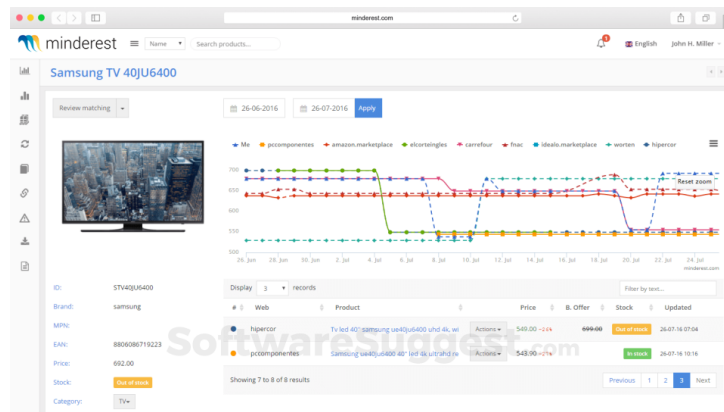 minderest.com
minderest
Name
Search products...
1
English
John H. Miller
Samsung TV 40JU6400
Review matching
26-06-2016
26-07-2016
Apply
Me
pccomponentes
amazon.marketplace
elcorteingles
carrefour
fnac
idealo.marketplace
worten
hipercor
700
650
600
550
500
Reset zoom
26. Jun
28. Jun
30. Jun
2. Jul
4. Jul
6. Jul
8. Jul
10. Jul
12. Jul
14. Jul
16. Jul
18. Jul
20. Jul
22. Jul
24. Jul
minderest.com
ID:
STV40JU6400
Brand:
samsung
MPN:
EAN:
8806086719223
Price:
692.00
Stock:
Out of stock
Category:
TV
Display 3 records
Filter by text...
# Web Product Price B. Offer Stock Updated
hipercor Tv led 40" samsung ue40ju6400 uhd 4k, wi Actions 549.00 699.00 Out of stock 26-07-16 07:04
pccomponentes Samsung ue40ju6400 40" led 4k ultrahd re Actions 543.90 In stock 26-07-16 10:16
Showing 7 to 8 of 8 results
Previous 1 2 3 Next
SoftwareSuggest.com